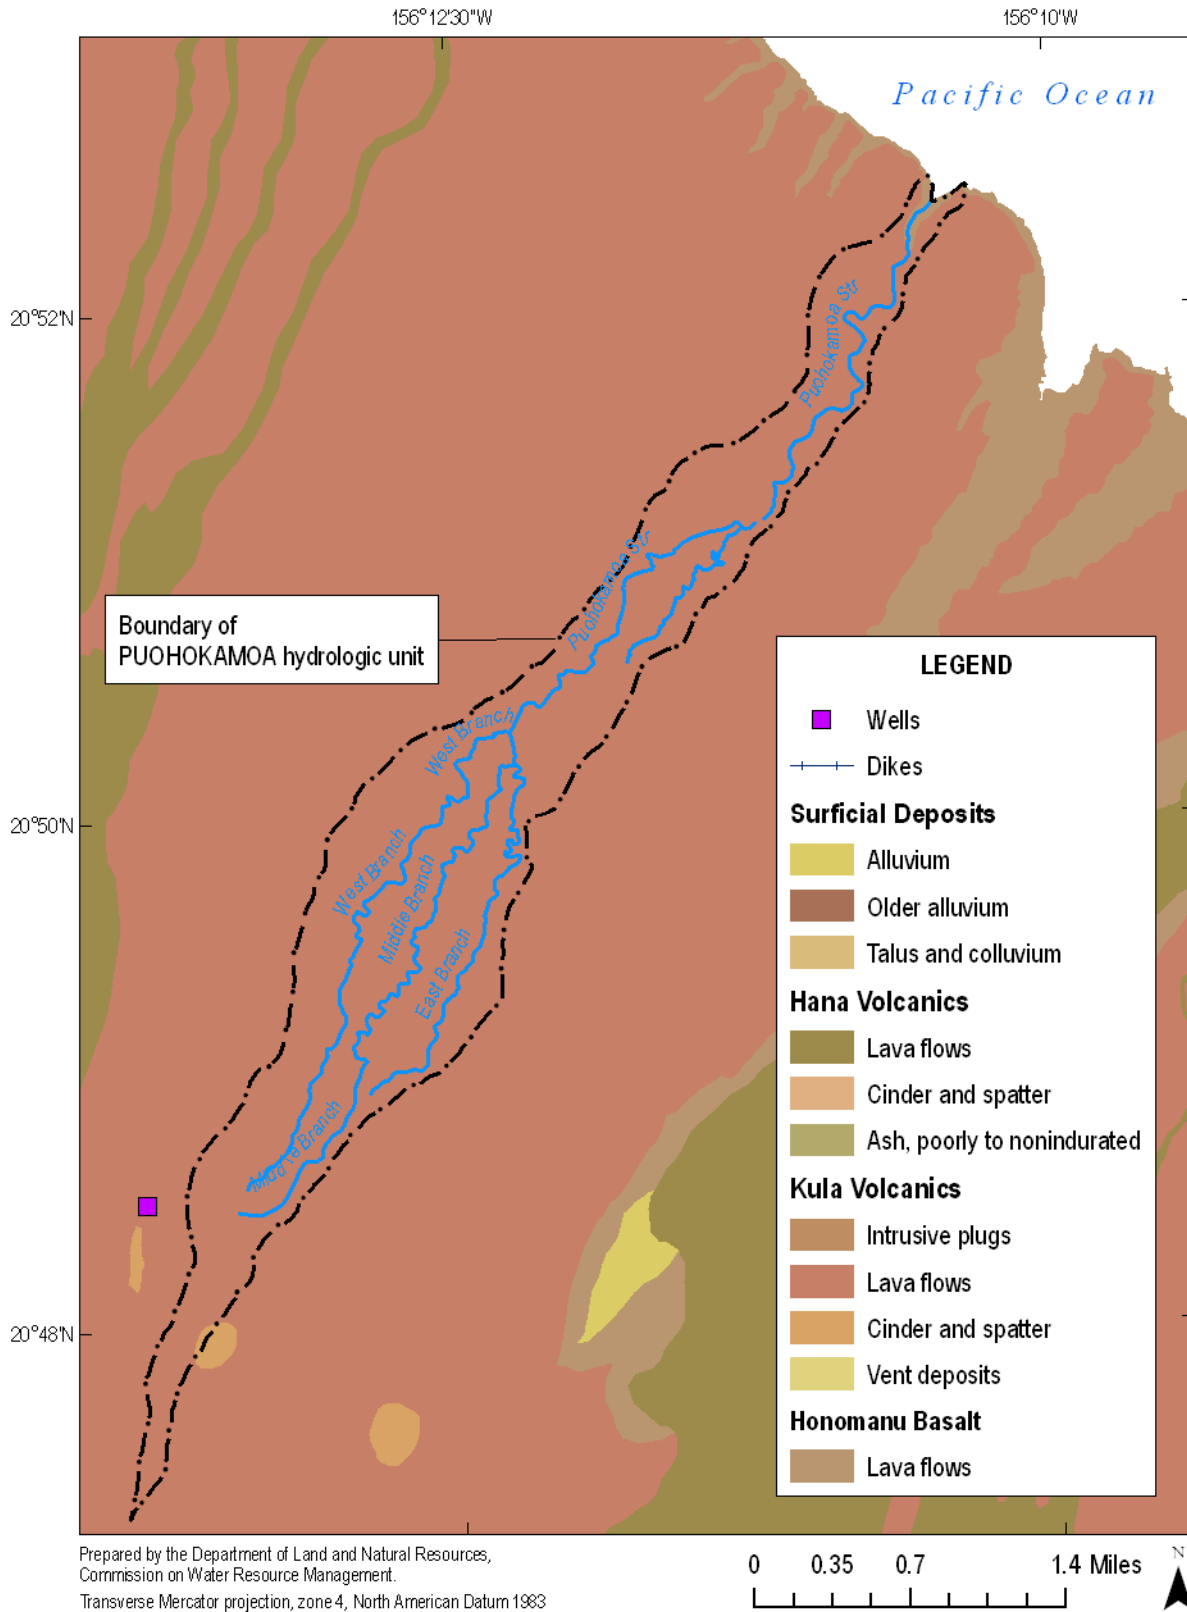 156°12'30"W
156°10'W
Pacific Ocean
20°52'N
Puohokamoa Str
Puohokamoa Str
Boundary of
PUOHOKAMOA hydrologic unit
West Branch
20°50'N
West Branch
Middle Branch
East Branch
Middle Branch
20°48'N
LEGEND
Wells
Dikes
Surficial Deposits
Alluvium
Older alluvium
Talus and colluvium
Hana Volcanics
Lava flows
Cinder and spatter
Ash, poorly to nonindurated
Kula Volcanics
Intrusive plugs
Lava flows
Cinder and spatter
Vent deposits
Honomanu Basalt
Lava flows
Prepared by the Department of Land and Natural Resources,
Commission on Water Resource Management.
Transverse Mercator projection, zone 4, North American Datum 1983
0 0.35 0.7 1.4 Miles
N